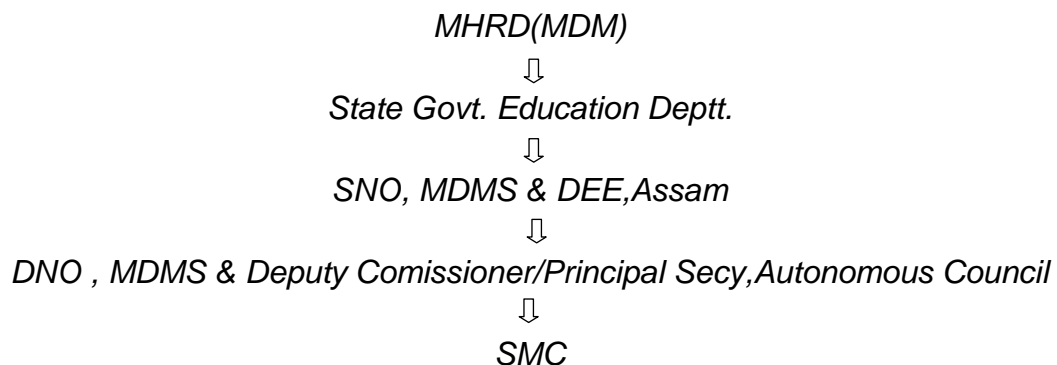 MHRD(MDM)
⇩
State Govt. Education Deptt.
⇩
SNO, MDMS & DEE,Assam
⇩
DNO , MDMS & Deputy Comissioner/Principal Secy,Autonomous Council
⇩
SMC